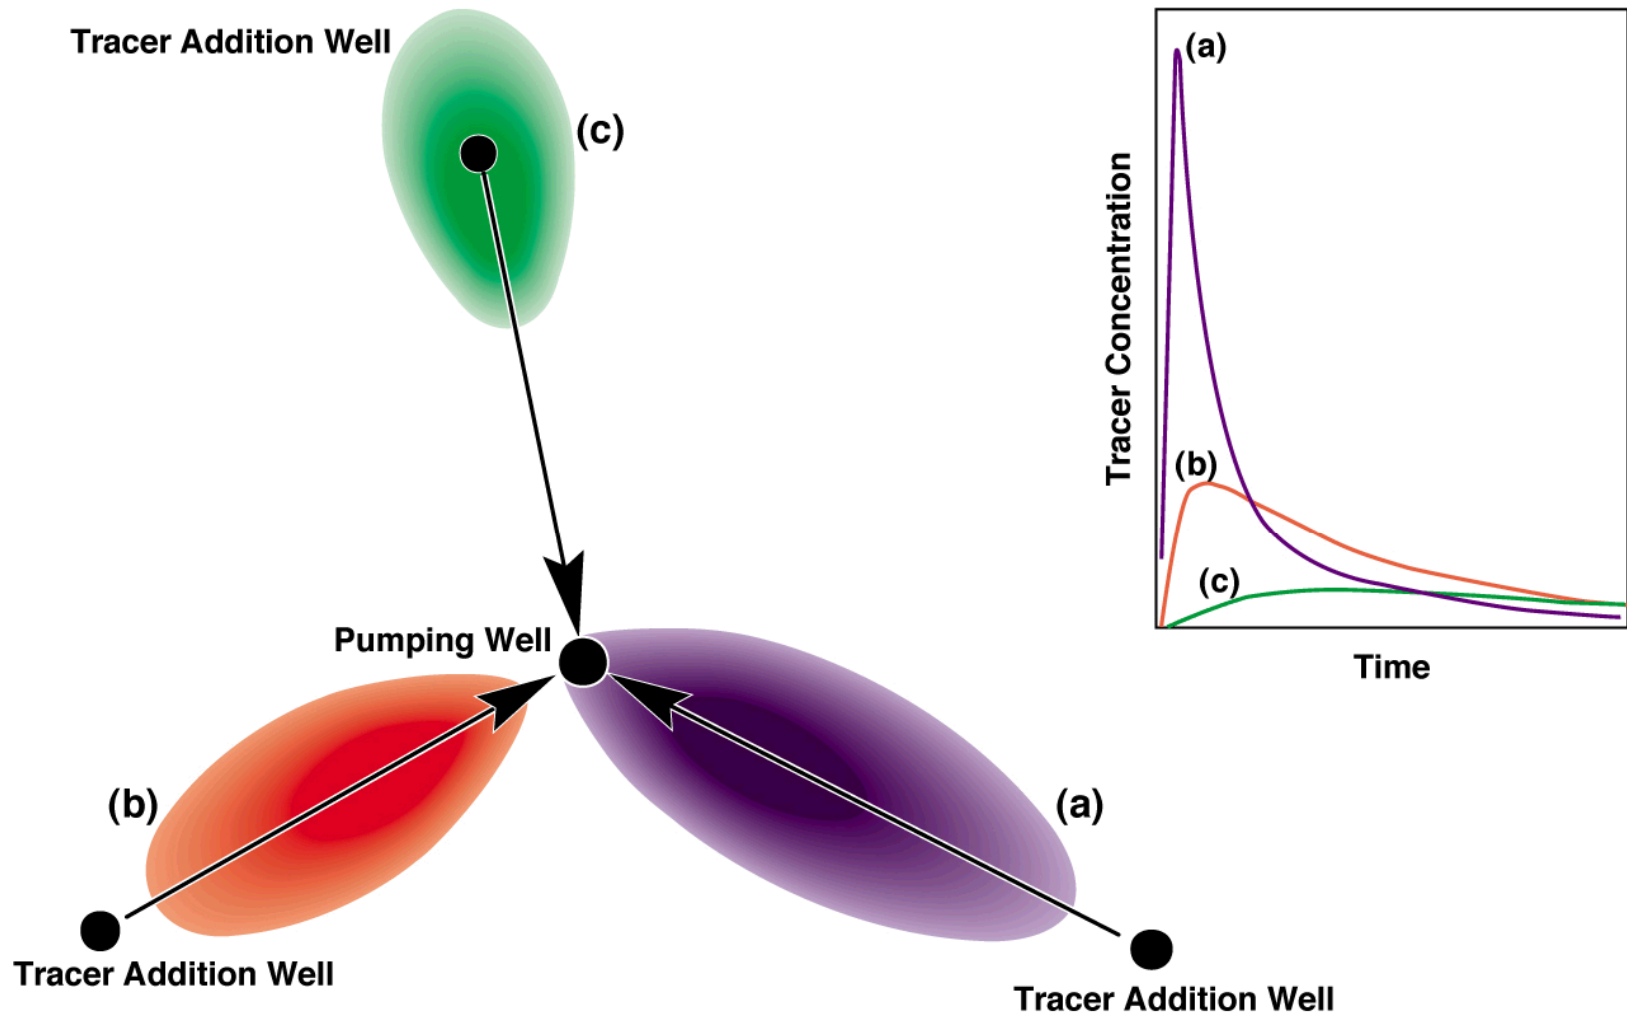 Tracer Addition Well
(c)
Pumping Well
(b)
(a)
Tracer Addition Well
Tracer Addition Well
(a)
(b)
(c)
Tracer Concentration
Time